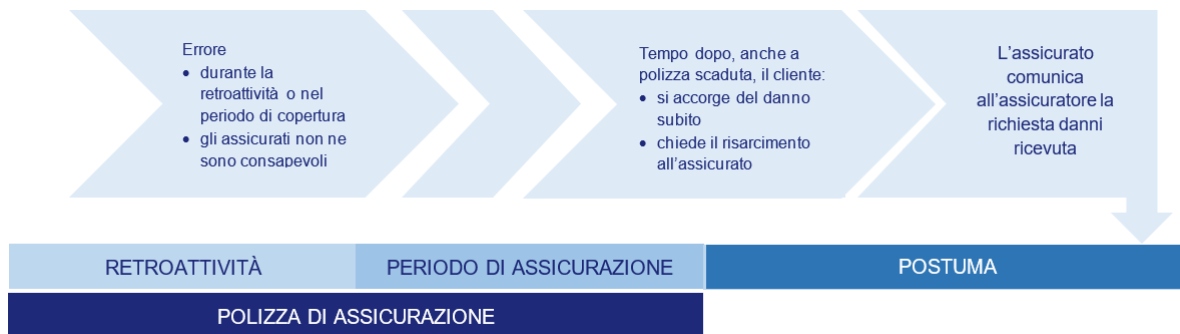 Errore
• durante la
retroattività o nel
periodo di copertura
• gli assicurati non ne
sono consapevoli
Tempo dopo, anche a
polizza scaduta, il cliente:
• si accorge del danno
subito
• chiede il risarcimento
all'assicurato
L'assicurato
comunica
all'assicuratore la
richiesta danni
ricevuta
RETROATTIVITÀ
PERIODO DI ASSICURAZIONE
POSTUMA
POLIZZA DI ASSICURAZIONE